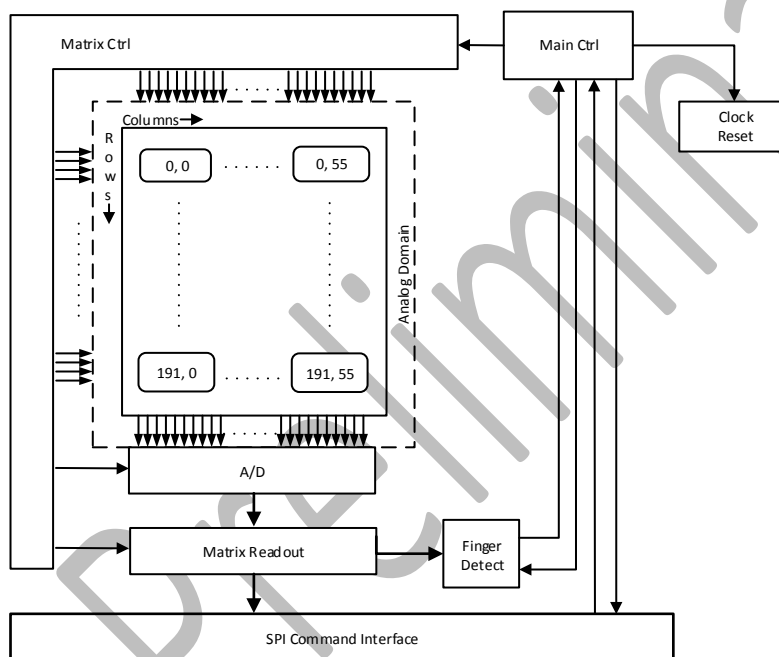 Matrix Ctrl
Main Ctrl
Clock
Reset
Columns
Rows
0, 0
. . . . . .
0, 55
Analog Domain
191, 0
. . . . . .
191, 55
A/D
Matrix Readout
Finger
Detect
SPI Command Interface